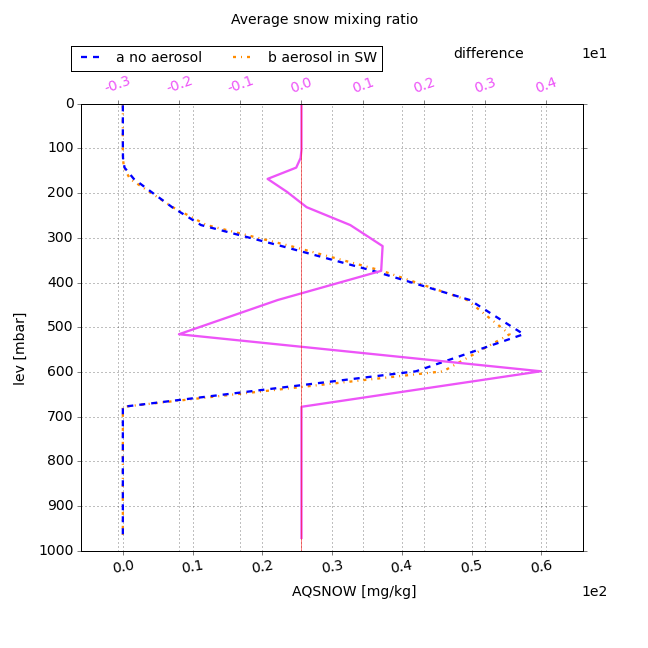 Average snow mixing ratio
a no aerosol b aerosol in SW difference 1e1
-0.3 -0.2 -0.1 0.0 0.1 0.2 0.3 0.4
0
100
200
300
400
500
600
700
800
900
1000
lev [mbar]
0.0 0.1 0.2 0.3 0.4 0.5 0.6
AQSNOW [mg/kg] 1e2